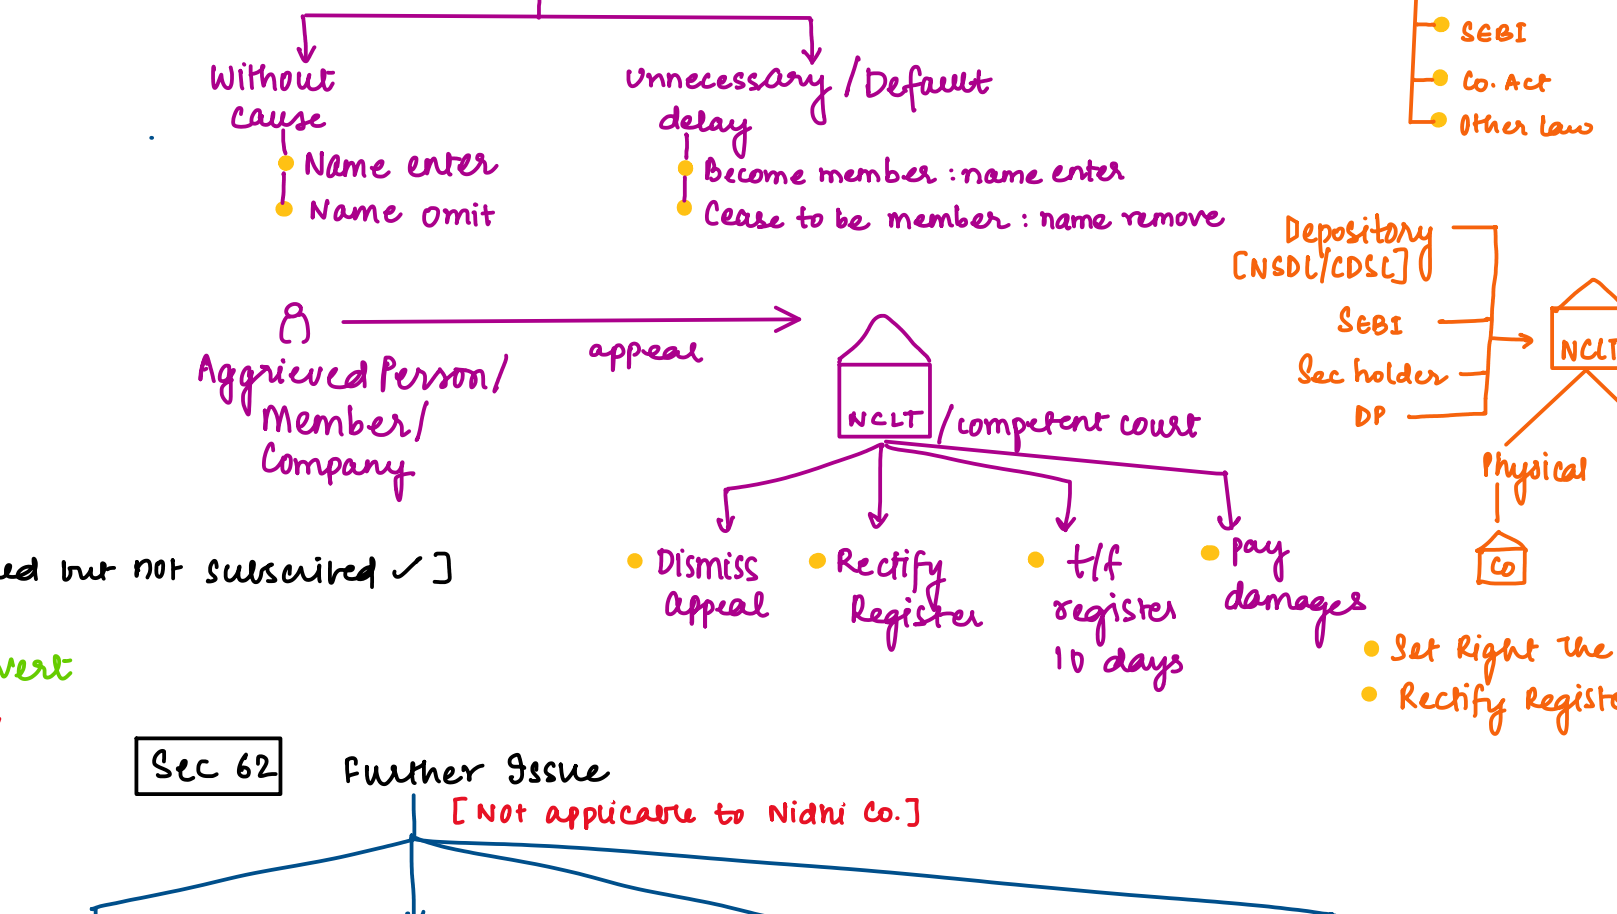 Without
cause
Name enter
Name omit
Unnecessary / Default
delay
Become member : name enter
Cease to be member : name remove
SEBI
Co. Act
Other Law
Aggrieved Person/
Member/
Company
appeal
NCLT / competent court
Dismiss
appeal
Rectify
Register
t/f
register
10 days
pay
damages
Depository
[NSDL/CDSL]
SEBI
Sec holder
DP
NCLT
Physical
CO
Set Right The
Rectify
but not subscribed ✓ ]
Sec 62 Further Issue
[Not applicable to Nidhi Co.]